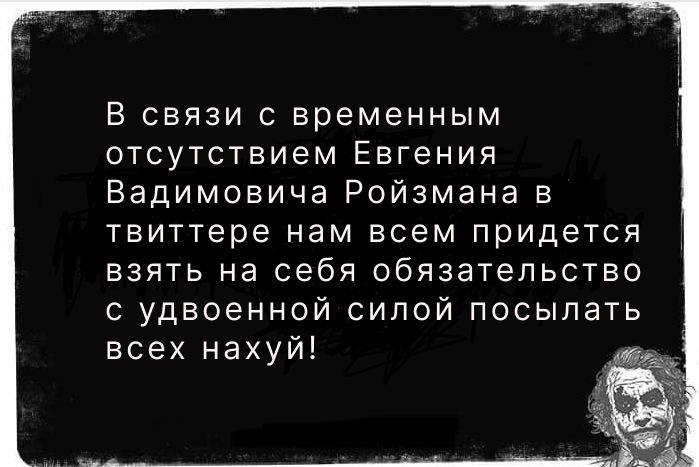 В связи с временным
отсутствием Евгения
Вадимовича Ройзмана в
твиттере нам всем придется
взять на себя обязательство
с удвоенной силой посылать
всех нахуй!